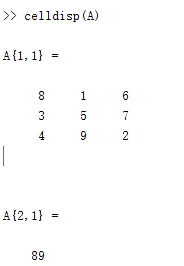 >> celldisp(A)
A{1,1} =
8 1 6
3 5 7
4 9 2
A{2,1} =
89